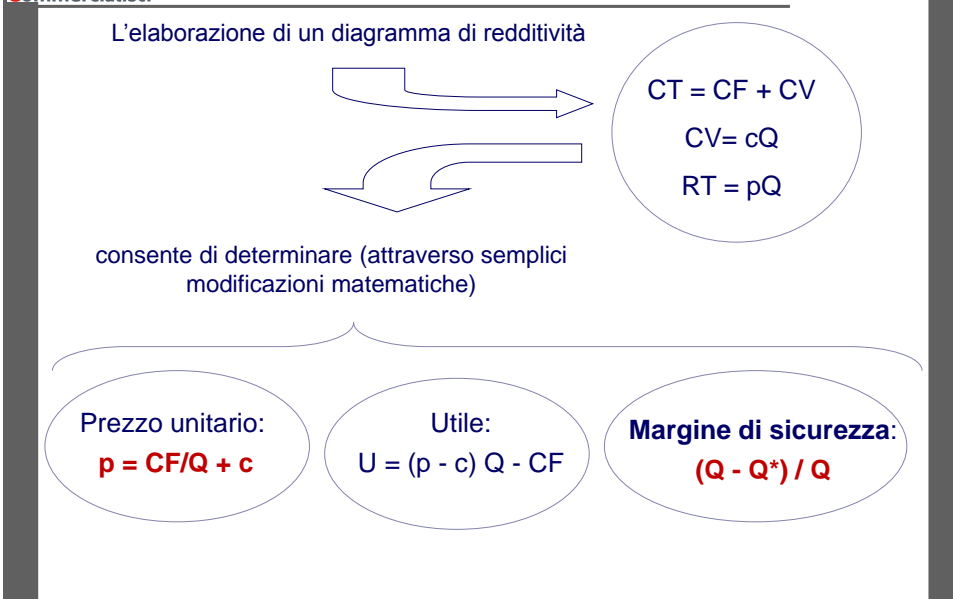 L'elaborazione di un diagramma di redditività
CT = CF + CV
CV= cQ
RT = pQ
consente di determinare (attraverso semplici
modificazioni matematiche)
Prezzo unitario:
p = CF/Q + c
Utile:
U = (p - c) Q - CF
Margine di sicurezza:
(Q - Q*) / Q